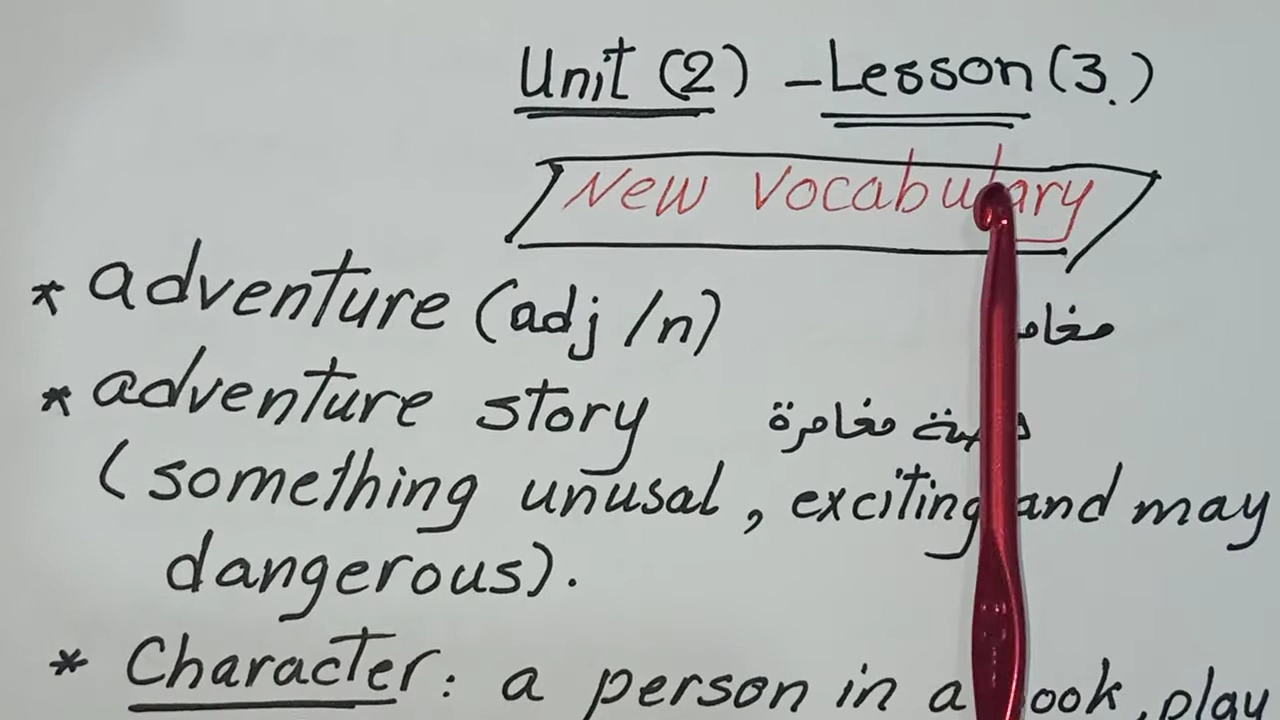 Unit (2) - Lesson (3.)
New Vocabulary
* adventure (adj/n)
* adventure story مغامرة
(something unusal, exciting and may
dangerous).
* Character: a person in a play